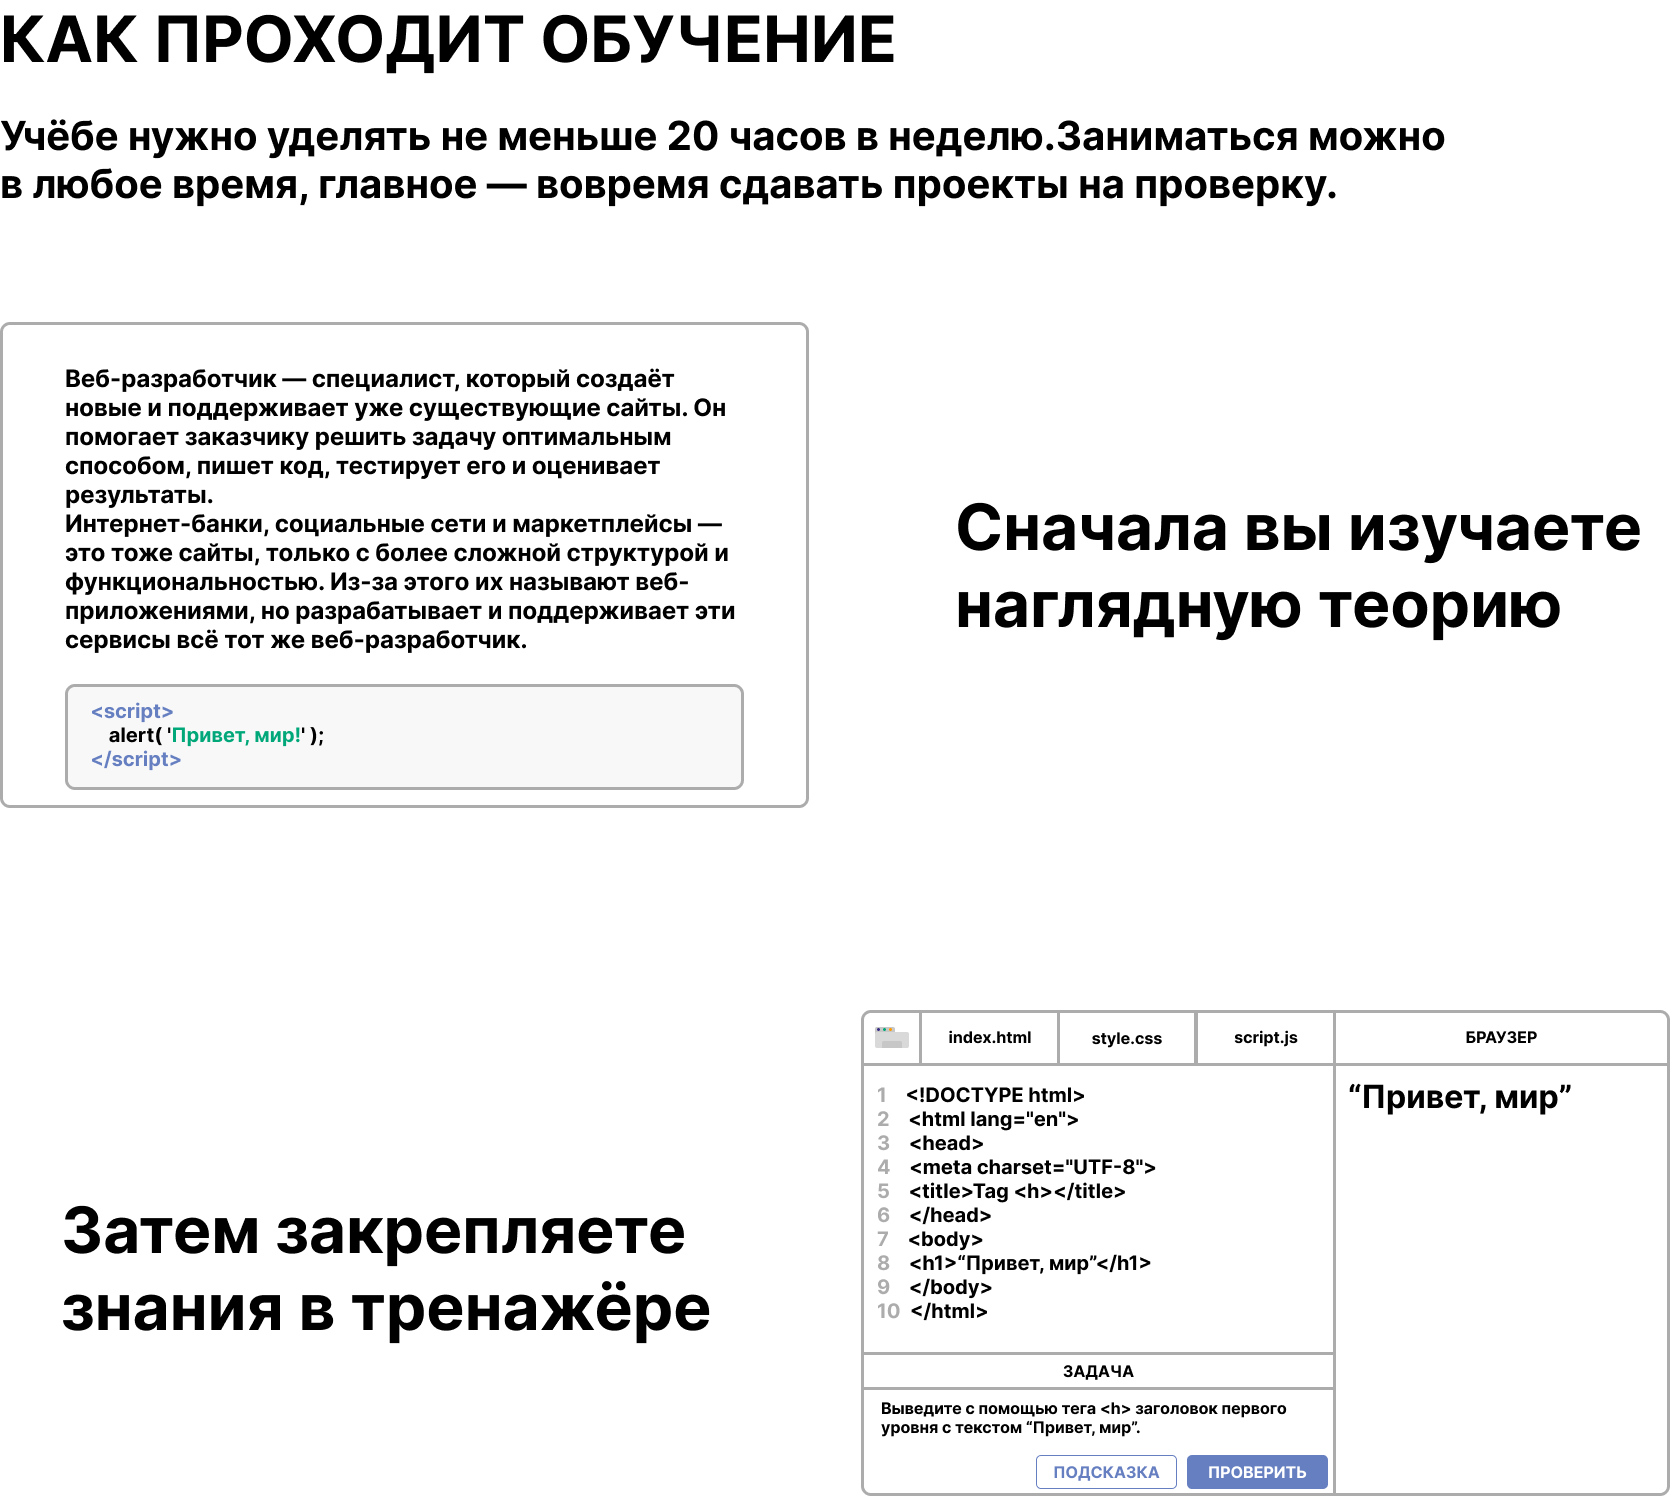 КАК ПРОХОДИТ ОБУЧЕНИЕ
Учёбе нужно уделять не меньше 20 часов в неделю.Заниматься можно
в любое время, главное — вовремя сдавать проекты на проверку.
Веб-разработчик — специалист, который создаёт
новые и поддерживает уже существующие сайты. Он
помогает заказчику решить задачу оптимальным
способом, пишет код, тестирует его и оценивает
результаты.
Интернет-банки, социальные сети и маркетплейсы —
это тоже сайты, только с более сложной структурой и
функциональностью. Из-за этого их называют веб-
приложениями, но разрабатывает и поддерживает эти
сервисы всё тот же веб-разработчик.
<script>
alert( 'Привет, мир!' );
</script>
Сначала вы изучаете
наглядную теорию
Затем закрепляете
знания в тренажёре
index.html
style.css
script.js
БРАУЗЕР
1 <!DOCTYPE html>
2 <html lang="en">
3 <head>
4 <meta charset="UTF-8">
5 <title>Tag <h></title>
6 </head>
7 <body>
8 <h1>“Привет, мир”</h1>
9 </body>
10 </html>
“Привет, мир”
ЗАДАЧА
Выведите с помощью тега <h> заголовок первого
уровня с текстом “Привет, мир”.
ПОДСКАЗКА
ПРОВЕРИТЬ